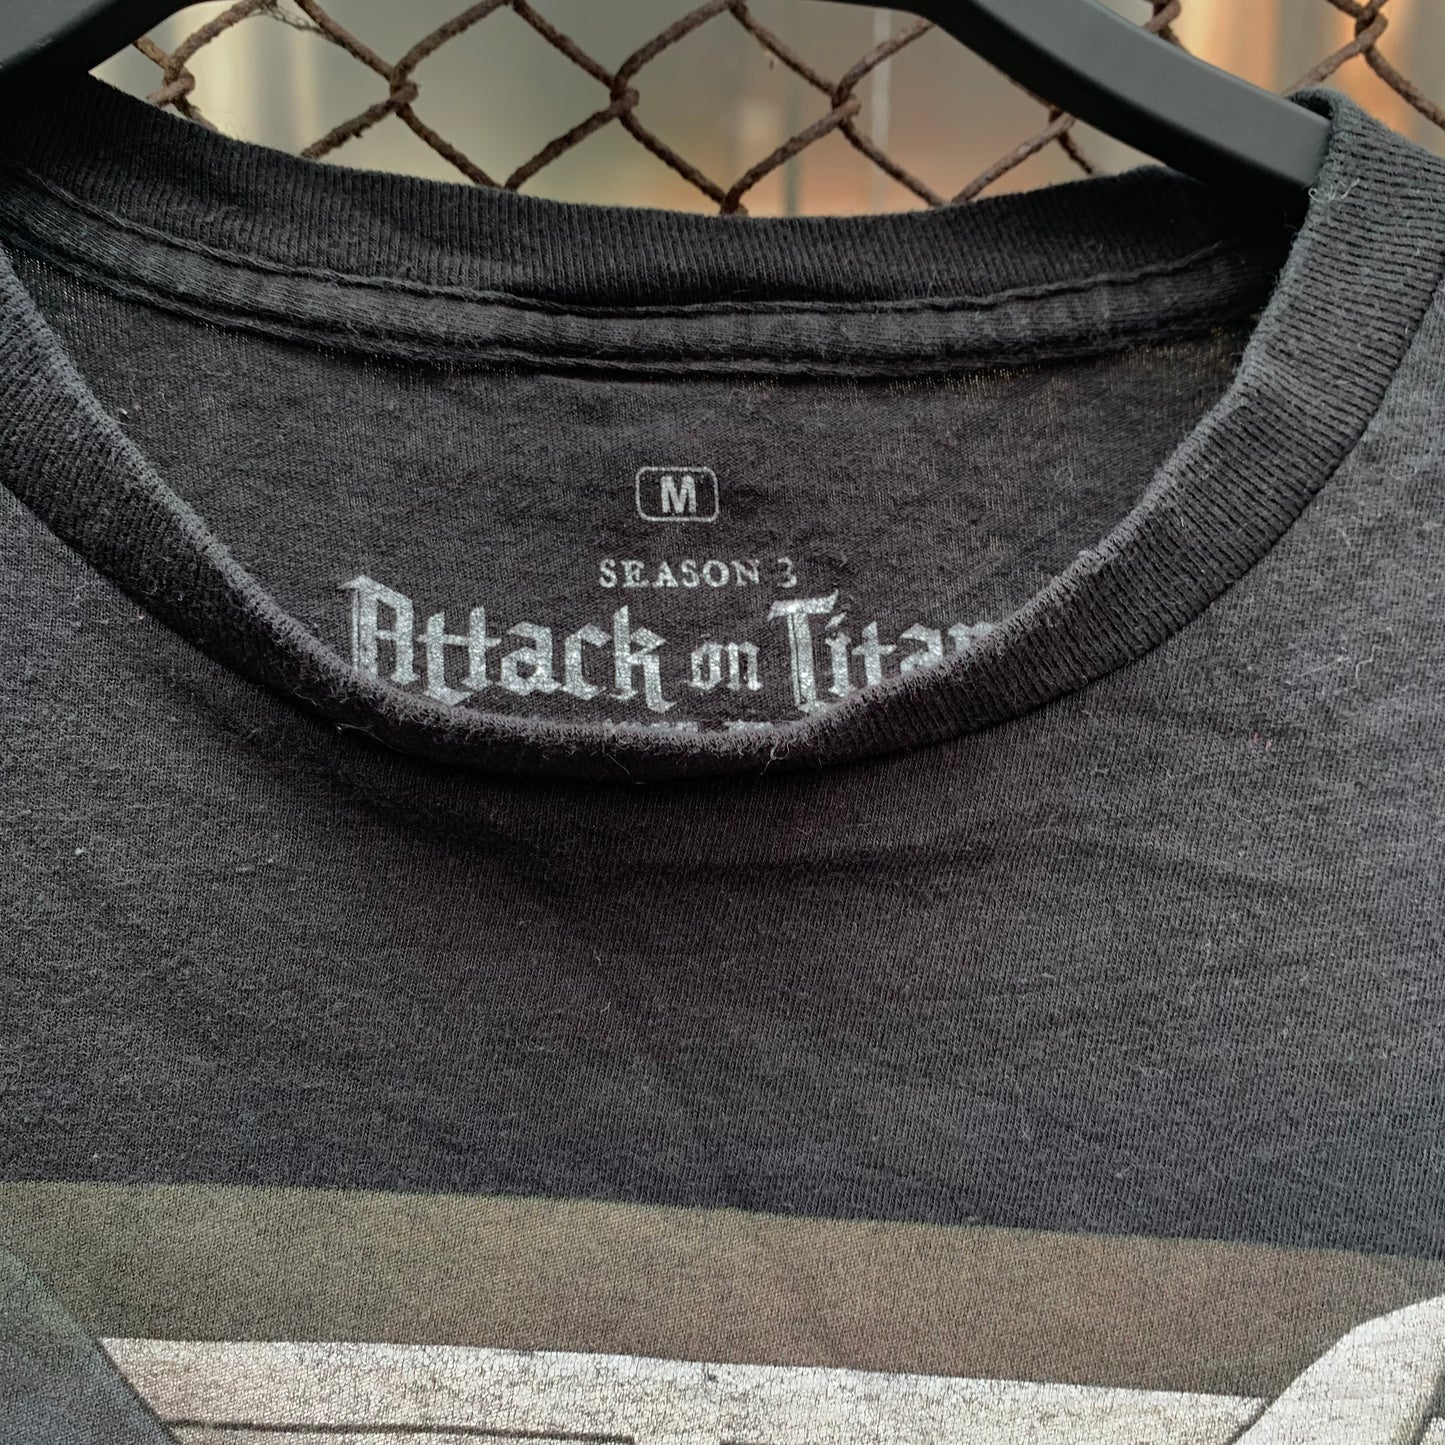 M
SEASON 3
Attack on Titan